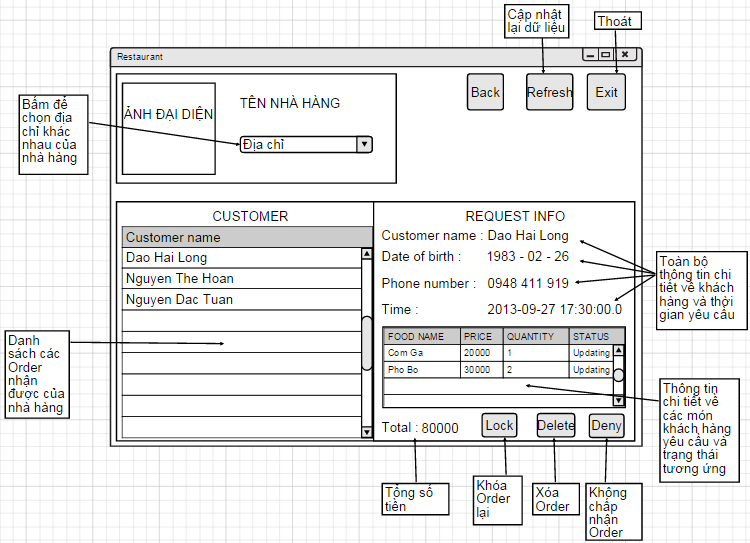 Cập nhật
lại dữ liệu
Thoát
Restaurant
Bấm để
chọn địa
chỉ khác
nhau của
nhà hàng
ẢNH ĐẠI DIỆN
TÊN NHÀ HÀNG
Địa chỉ
Back
Refresh
Exit
CUSTOMER
Customer name
Dao Hai Long
Nguyen The Hoan
Nguyen Dac Tuan
REQUEST INFO
Customer name : Dao Hai Long
Date of birth : 1983 - 02 - 26
Phone number : 0948 411 919
Time : 2013-09-27 17:30:00.0
Toàn bộ
thông tin chi
tiết về khách
hàng và thời
gian yêu cầu
FOOD NAME PRICE QUANTITY STATUS
Com Ga 20000 1 Updating
Pho Bo 30000 2 Updating
Danh
sách các
Order
nhận
được của
nhà hàng
Thông tin
chi tiết về
các món
khách hàng
yêu cầu và
trạng thái
tương ứng
Total : 80000
Lock
Delete
Deny
Tổng số
tiền
Khóa
Order
lại
Xóa
Order
Không
chấp
nhận
Order